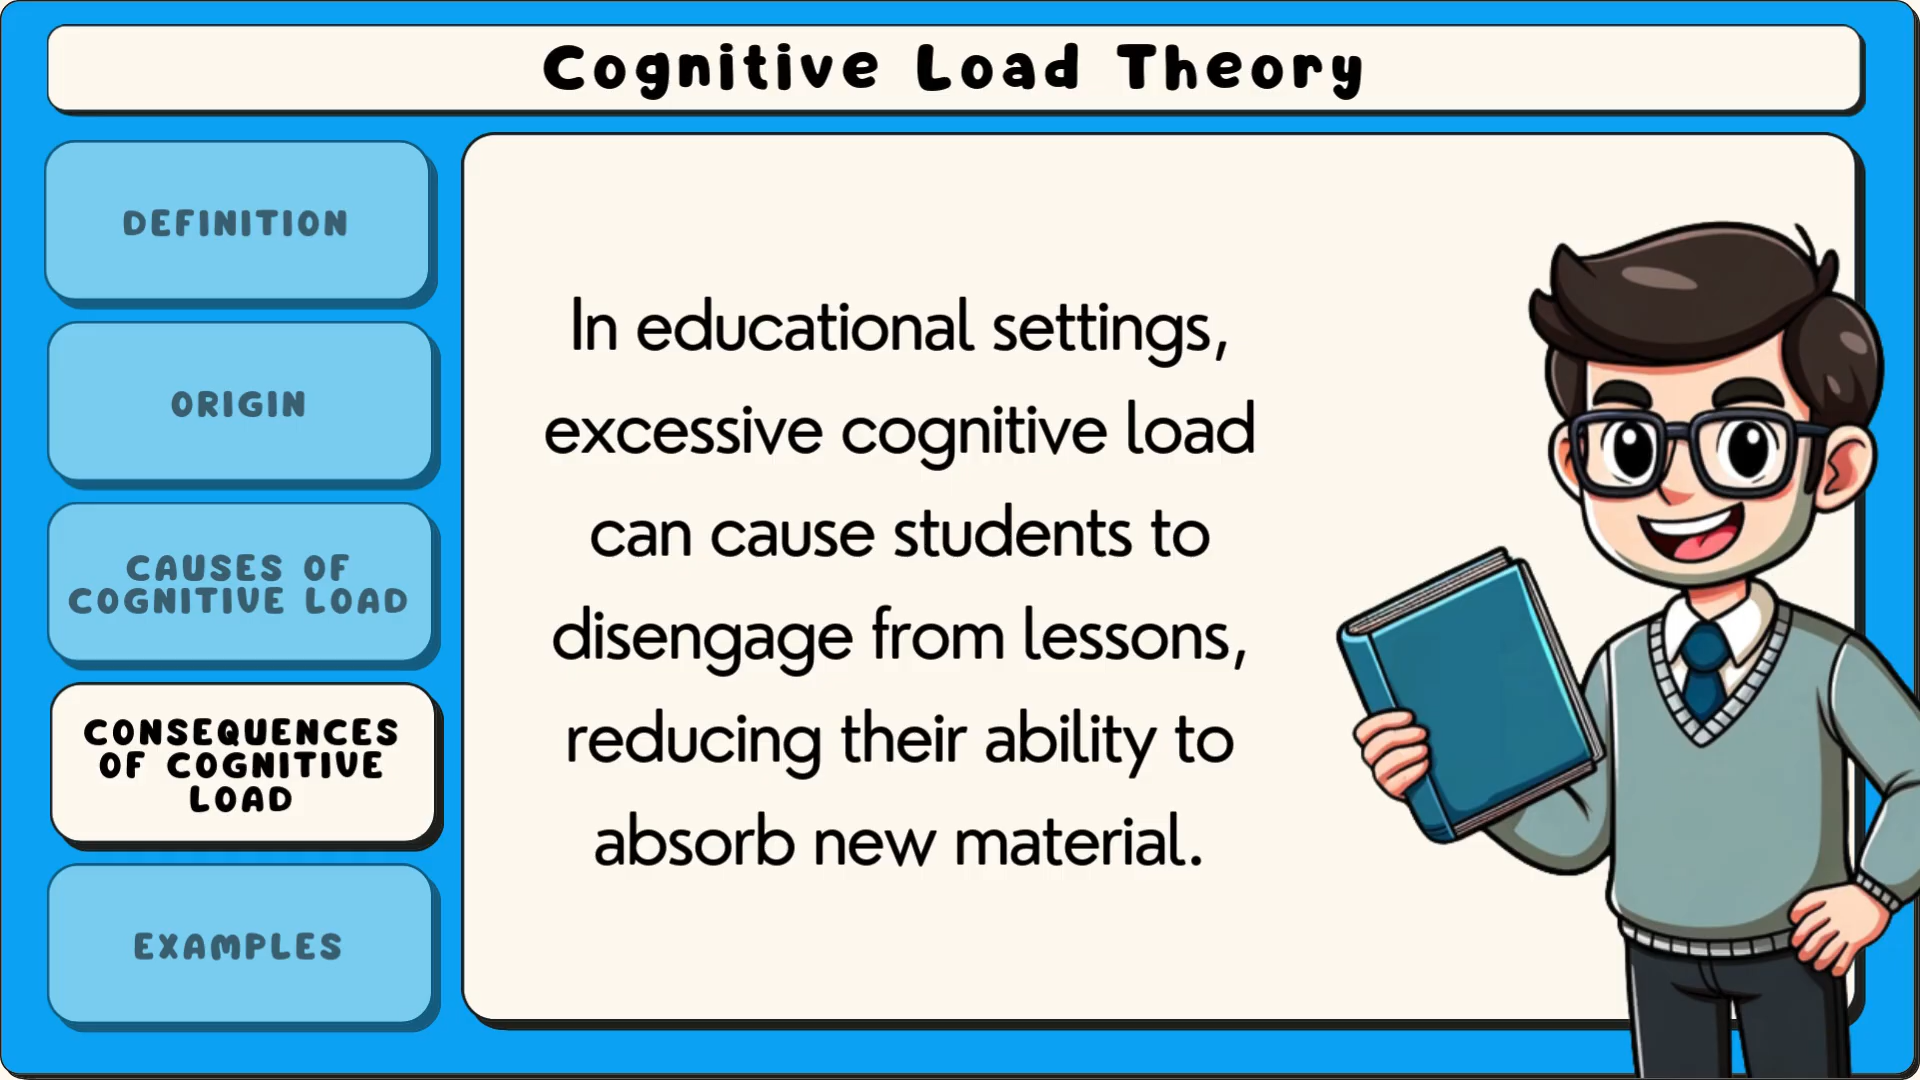 Cognitive Load Theory
DEFINITION
ORIGIN
CAUSES OF
COGNITIVE LOAD
CONSEQUENCES
OF COGNITIVE
LOAD
EXAMPLES
In educational settings,
excessive cognitive load
can cause students to
disengage from lessons,
reducing their ability to
absorb new material.